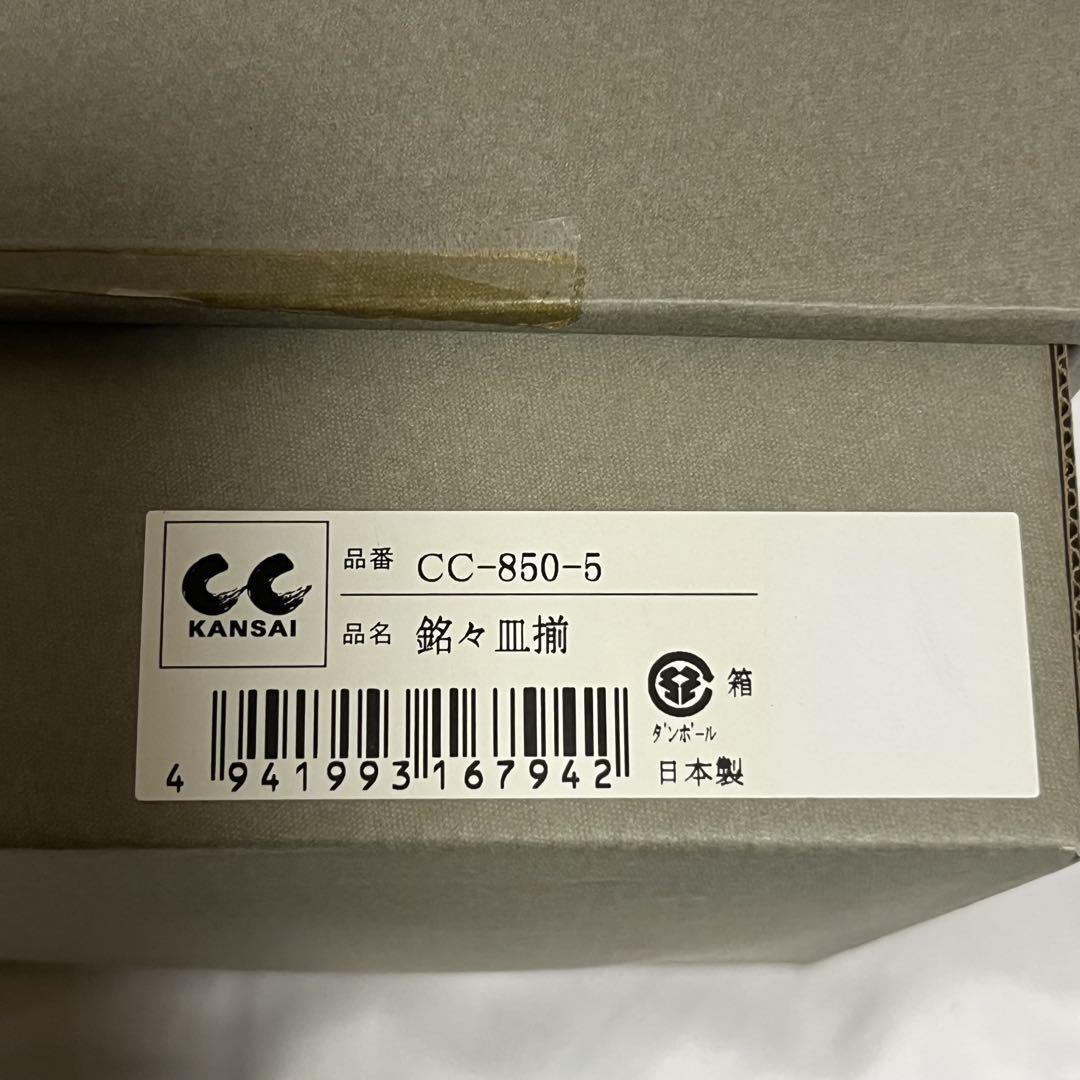 CC
KANSAI
品番 CC-850-5
品名 銘々皿揃
箱
ダンボール
日本製
4 941993 167942